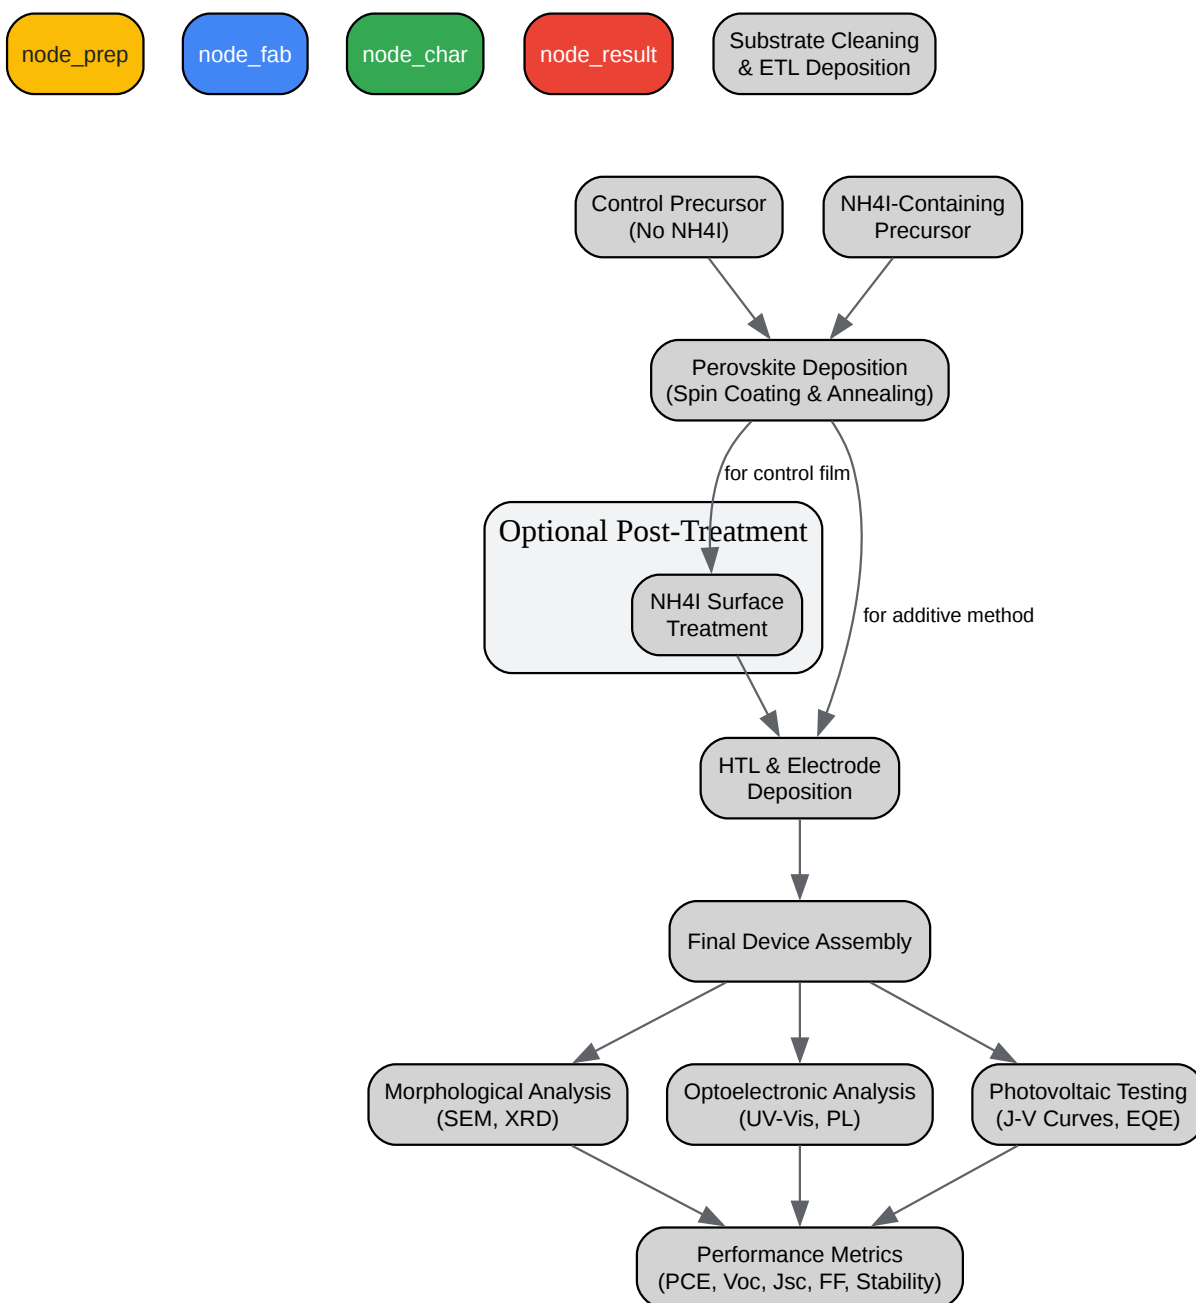 node_prep
node_fab
node_char
node_result
Substrate Cleaning
& ETL Deposition
Control Precursor
(No NH4I)
NH4I-Containing
Precursor
Perovskite Deposition
(Spin Coating & Annealing)
for control film
Optional Post-Treatment
NH4I Surface
Treatment
for additive method
HTL & Electrode
Deposition
Final Device Assembly
Morphological Analysis
(SEM, XRD)
Optoelectronic Analysis
(UV-Vis, PL)
Photovoltaic Testing
(J-V Curves, EQE)
Performance Metrics
(PCE, Voc, Jsc, FF, Stability)